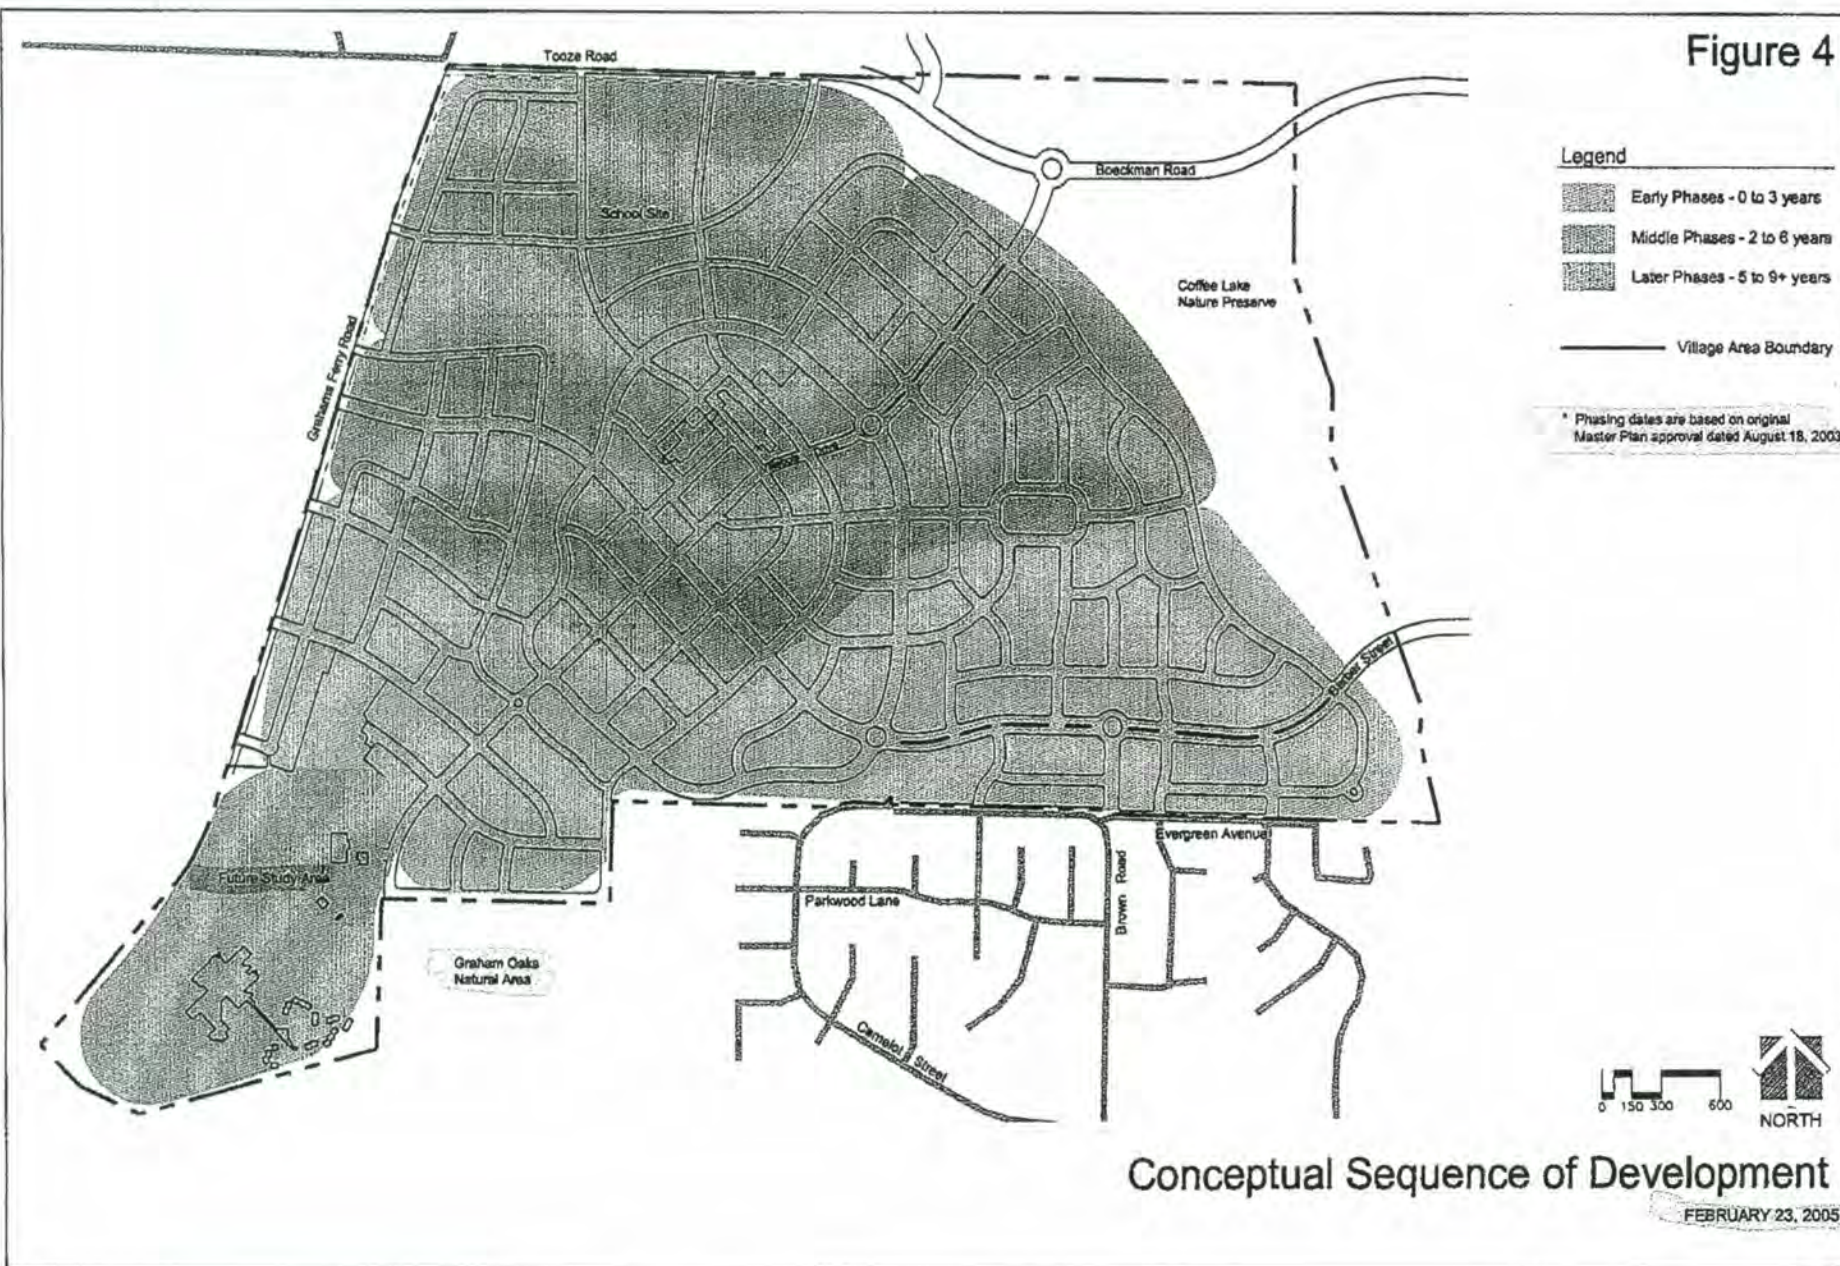 Figure 4
Tooze Road
Boeckman Road
Legend
Early Phases - 0 to 3 years
Middle Phases - 2 to 6 years
Later Phases - 5 to 9+ years
Village Area Boundary
* Phasing dates are based on original
Master Plan approval dated August 18, 2003
School Site
Coffee Lake
Nature Preserve
Grahams Ferry Road
Barber Street
Evergreen Avenue
Future Study Area
Parkwood Lane
Brown Road
Graham Oaks
Natural Area
Camelot Street
0 150 300 600
NORTH
Conceptual Sequence of Development
FEBRUARY 23, 2005